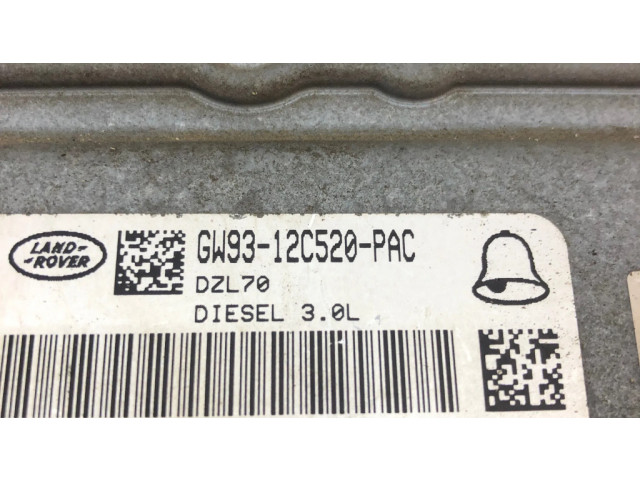 LAND-
-ROVER
GW93-12C520-PAC
DZL70
DIESEL 3.0L